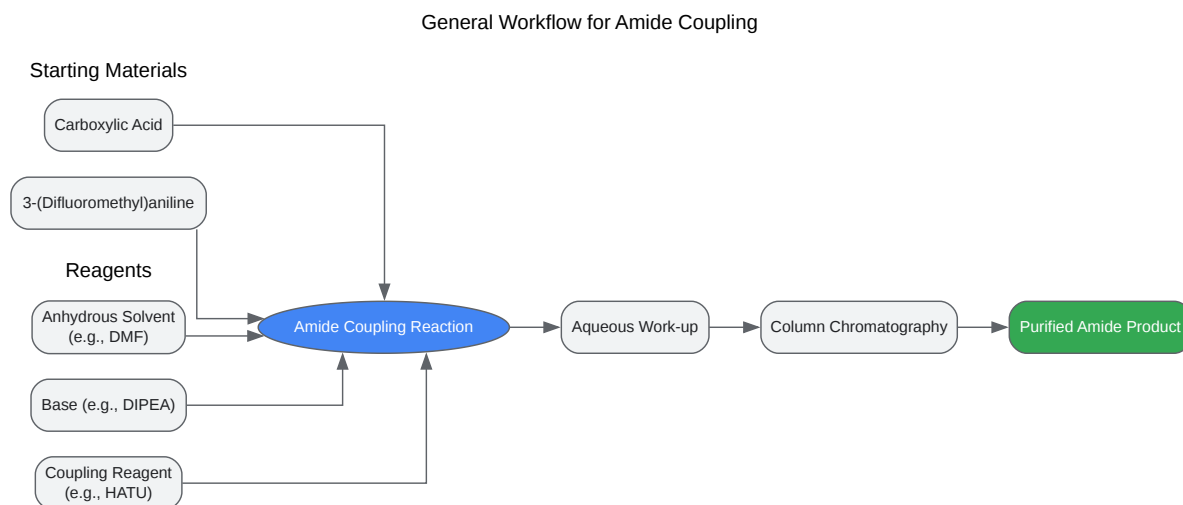 General Workflow for Amide Coupling
Starting Materials
Carboxylic Acid
3-(Difluoromethyl)aniline
Reagents
Anhydrous Solvent
(e.g., DMF)
Base (e.g., DIPEA)
Coupling Reagent
(e.g., HATU)
Amide Coupling Reaction
Aqueous Work-up
Column Chromatography
Purified Amide Product